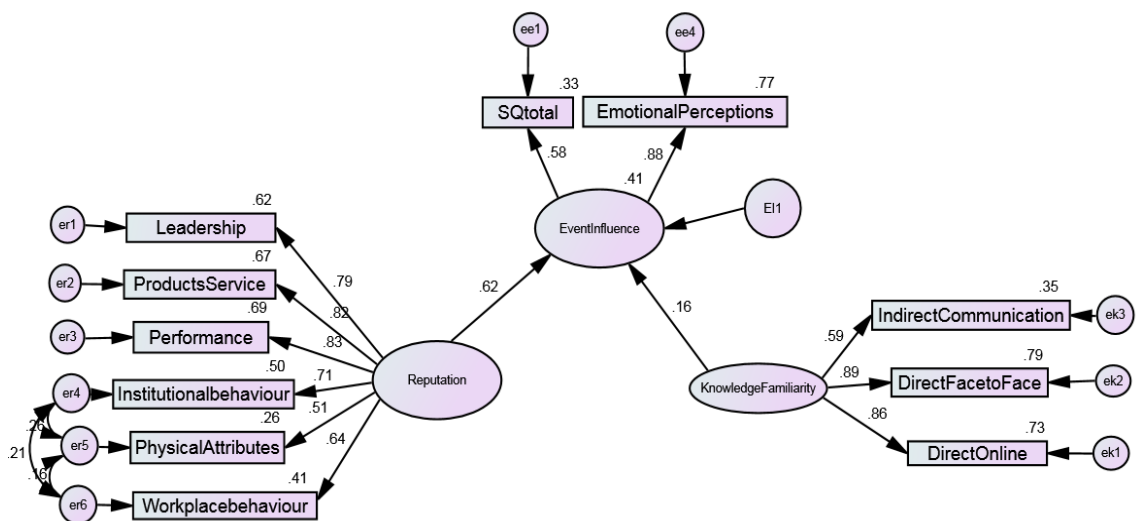 ee1
ee4
.33
.77
SQtotal
EmotionalPerceptions
.58
.88
.41
EI1
EventInfluence
.62
er1
Leadership
.67
er2
ProductsService
.79
.62
.16
.69
.82
.35
er3
Performance
.83
IndirectCommunication
ek3
.50
.59
.79
er4
Institutionalbehaviour
.71
Reputation
KnowledgeFamiliarity
.89
DirectFacetoFace
ek2
.26
.51
.26
.86
.73
.21
er5
PhysicalAttributes
.64
DirectOnline
ek1
.16
.41
er6
Workplacebehaviour